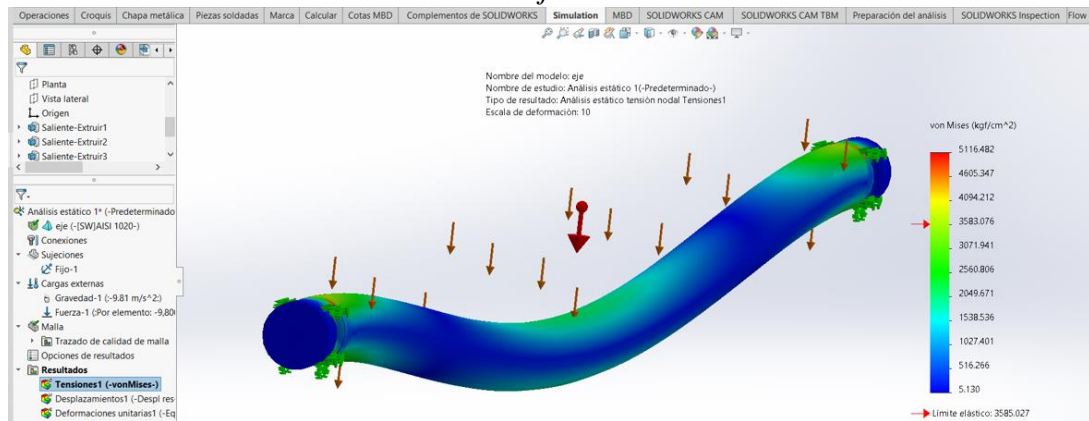 Operaciones Croquis Chapa metálica Piezas soldadas Marca Calcular Cotas MBD Complementos de SOLIDWORKS Simulation MBD SOLIDWORKS CAM SOLIDWORKS CAM TBM Preparación del análisis SOLIDWORKS Inspection Flow
Planta
Vista lateral
Origen
Saliente-Extruir1
Saliente-Extruir2
Saliente-Extruir3
Análisis estático 1* (-Predeterminado
eje (-[SW]AISI 1020-)
Conexiones
Sujeciones
Fijo-1
Cargas externas
Gravedad-1 (:-9.81 m/s^2:)
Fuerza-1 (:Por elemento: -9,80
Malla
Trazado de calidad de malla
Opciones de resultados
Resultados
Tensiones1 (-vonMises-)
Desplazamientos1 (-Despl res
Deformaciones unitarias1 (-Eq
Nombre del modelo: eje
Nombre de estudio: Análisis estático 1(-Predeterminado-)
Tipo de resultado: Análisis estático tensión nodal Tensiones1
Escala de deformación: 10
von Mises (kgf/cm^2)
5116.482
4605.347
4094.212
3583.076
3071.941
2560.806
2049.671
1538.536
1027.401
516.266
5.130
Límite elástico: 3585.027